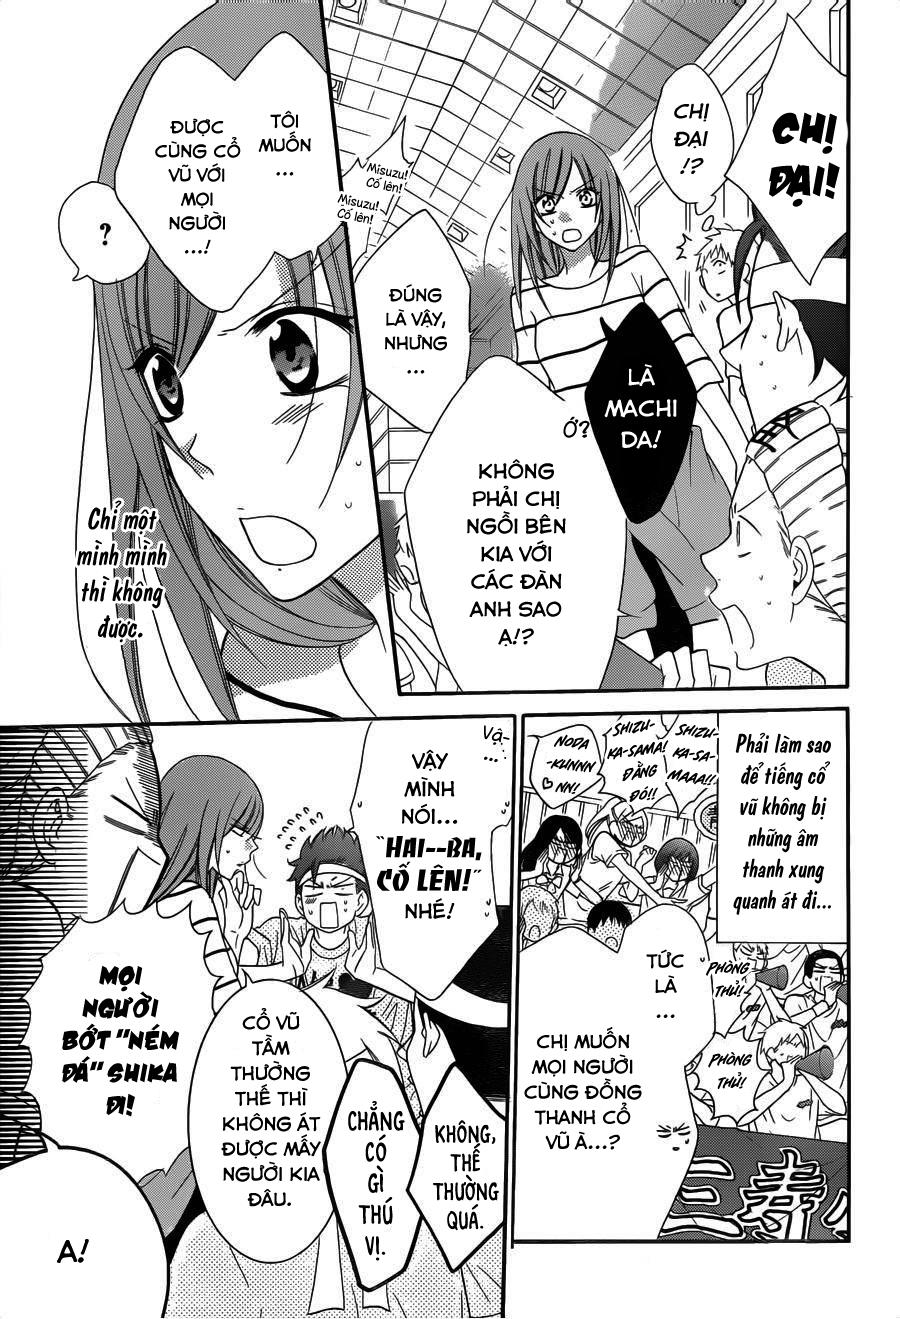 CHỊ
ĐẠI!
CHỊ
ĐẠI
!?
LÀ
MACHI
DA!
Ớ?
KHÔNG
PHẢI CHỊ
NGỒI BÊN
KIA VỚI
CÁC ĐÀN
ANH SAO
Ạ!?
Misuzu!
Cố lên!
Misuzu!
Cố lên!
ĐÚNG
LÀ VẬY,
NHƯNG
...
TÔI
MUỐN
...
ĐƯỢC
CÙNG CỔ
VŨ VỚI
MỌI
NGƯỜI
...!
?
Chỉ một
mình mình
thì không
được.
Phải làm sao
để tiếng cổ
vũ không bị
những âm
thanh xung
quanh át đi...
SHIZU-
KA-SA-
MAAA!!
SHIZU-
KA-SAMA!
ĐẰNG
ĐÓ!!
NODA
-KUNNN
NN!
PHÒNG
THỦ!
PHÒNG
THỦ!
TỨC
LÀ
...
CHỊ MUỐN
MỌI NGƯỜI
CÙNG ĐỒNG
THANH CỔ
VŨ À...?
三寿
Vậ-
...
VẬY
MÌNH
NÓI...
"HAI--BA,
CỐ LÊN!"
NHÉ!
KHÔNG,
THẾ
THƯỜNG
QUÁ.
CHẲNG
CÓ
GÌ
THÚ
VỊ.
CỔ VŨ
TẦM
THƯỜNG
THẾ THÌ
KHÔNG ÁT
ĐƯỢC MẤY
NGƯỜI KIA
ĐÂU.
MỌI
NGƯỜI
BỚT "NÉM
ĐÁ" SHIKA
ĐI!
A!